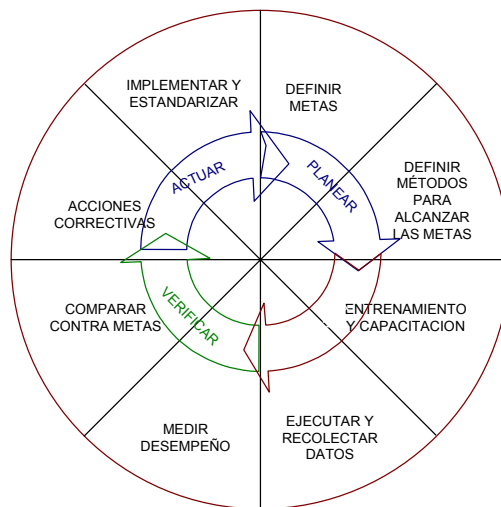 IMPLEMENTAR Y
ESTANDARIZAR
DEFINIR
METAS
ACTUAR
PLANEAR
DEFINIR
MÉTODOS
PARA
ALCANZAR
LAS METAS
ACCIONES
CORRECTIVAS
COMPARAR
CONTRA METAS
VERIFICAR
ENTRENAMIENTO
Y CAPACITACION
MEDIR
DESEMPEÑO
EJECUTAR Y
RECOLECTAR
DATOS